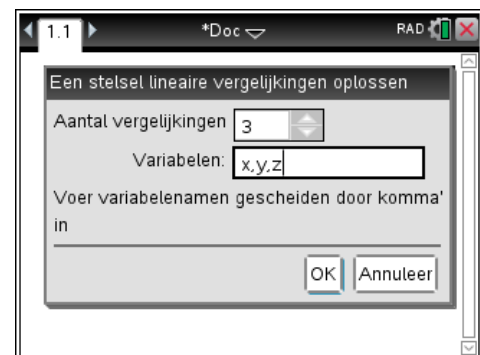 1.1 *Doc RAD
Een stelsel lineaire vergelijkingen oplossen
Aantal vergelijkingen 3
Variabelen: x,y,z
Voer variabelenamen gescheiden door komma'
in
OK Annuleer